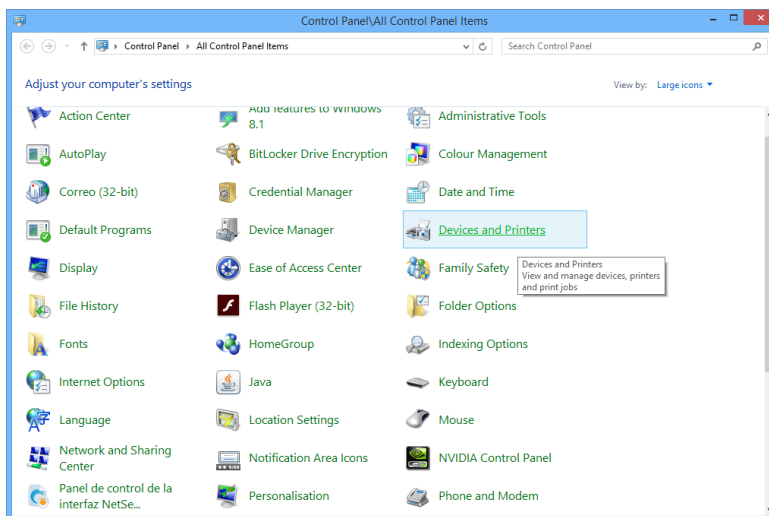 Control Panel\All Control Panel Items
Control Panel
All Control Panel Items
Search Control Panel
Adjust your computer's settings
View by: Large icons
Action Center
Add features to Windows
8.1
Administrative Tools
AutoPlay
BitLocker Drive Encryption
Colour Management
Correo (32-bit)
Credential Manager
Date and Time
Default Programs
Device Manager
Devices and Printers
Display
Ease of Access Center
Family Safety
Devices and Printers
View and manage devices, printers
and print jobs
File History
Flash Player (32-bit)
Folder Options
Fonts
HomeGroup
Indexing Options
Internet Options
Java
Keyboard
Language
Location Settings
Mouse
Network and Sharing
Center
Notification Area Icons
NVIDIA Control Panel
Panel de control de la
interfaz NetSe...
Personalisation
Phone and Modem